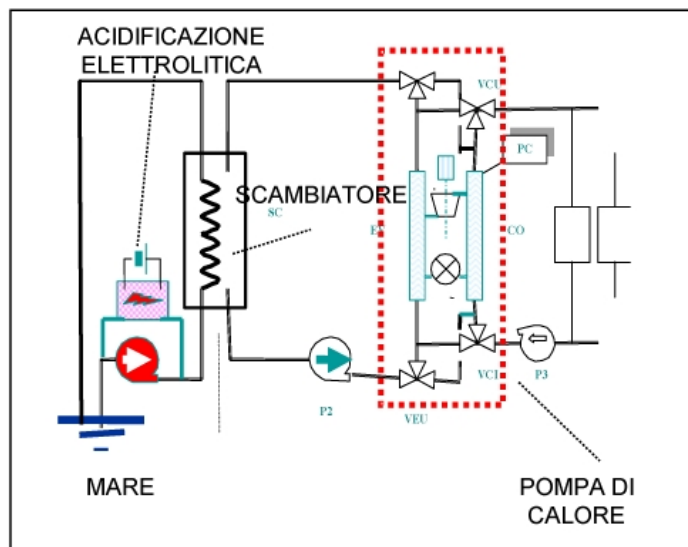 ACIDIFICAZIONE
ELETTROLITICA
VCU
PC
SCAMBIATORE
SC
CO
P2
VEU
VCI
P3
MARE
POMPA DI
CALORE